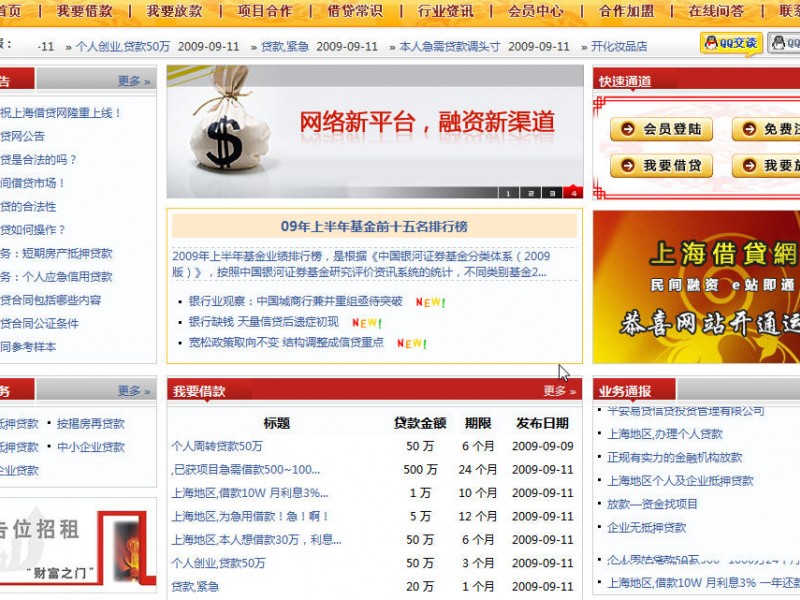 首页 | 我要借款 | 我要放款 | 项目合作 | 借贷常识 | 行业资讯 | 会员中心 | 合作加盟 | 在线问答 |
-11 » 个人创业,贷款50万 2009-09-11 » 贷款,紧急 2009-09-11 » 本人急需贷款调头寸 2009-09-11 » 开化妆品店
QQ交谈
告 更多 »
祝上海借贷网隆重上线！
贷网公告
贷是合法的吗？
间借贷市场！
贷的合法性
贷如何操作？
务：短期房产抵押贷款
务：个人应急信用贷款
贷合同包括哪些内容
贷合同公证条件
同参考样本
$
网络新平台，融资新渠道
1 2 3 4
09年上半年基金前十五名排行榜
2009年上半年基金业绩排行榜，是根据《中国银河证券基金分类体系（2009
版）》，按照中国银河证券基金研究评价资讯系统的统计，不同类别基金2...
银行业观察：中国城商行兼并重组亟待突破 NEW!
银行缺钱 天量信贷后遗症初现 NEW!
宽松政策取向不变 结构调整成信贷重点 NEW!
快速通道
会员登陆 免费
我要借贷 我要
上海借貸網
民间融资 e站即通
恭喜网站开通运
务 更多 »
抵押贷款 ▪ 按揭房再贷款
抵押贷款 ▪ 中小企业贷款
企业贷款
告位招租
"财富之门"
我要借款 更多 »
标题 贷款金额 期限 发布日期
个人周转贷款50万 50 万 6 个月 2009-09-09
,已获项目急需借款500~100... 500 万 24 个月 2009-09-11
上海地区,借款10W 月利息3%... 1 万 10 个月 2009-09-11
上海地区,为急用借款！急！啊！ 5 万 12 个月 2009-09-11
上海地区,本人想借款30万，利息... 50 万 6 个月 2009-09-11
个人创业,贷款50万 50 万 3 个月 2009-09-11
贷款,紧急 20 万 1 个月 2009-09-11
业务通报
平安易贷信贷投资管理有限公司
上海地区,办理个人贷款
正规有实力的金融机构放款
上海地区个人及企业抵押贷款
放款—资金找项目
企业无抵押贷款
上海地区,借款10W 月利息3% 一年还款